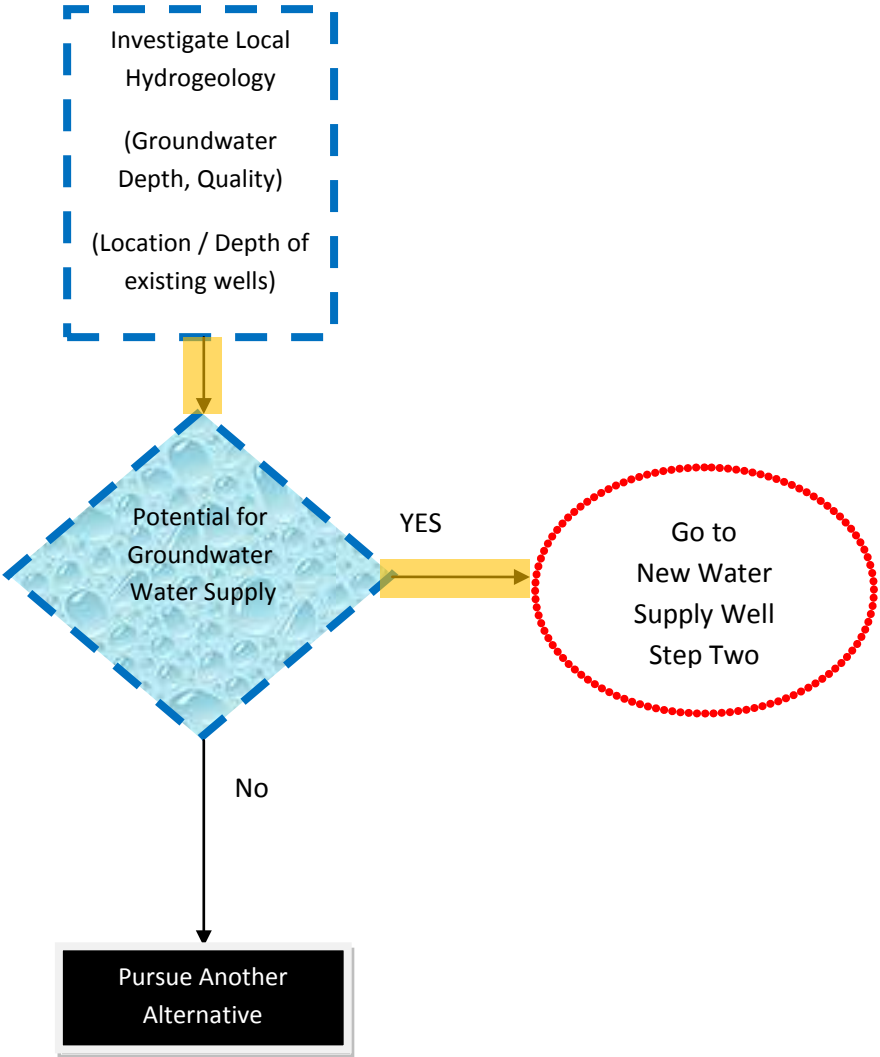 Investigate Local
Hydrogeology
(Groundwater
Depth, Quality)
(Location / Depth of
existing wells)
Potential for
Groundwater
Water Supply
YES
Go to
New Water
Supply Well
Step Two
No
Pursue Another
Alternative